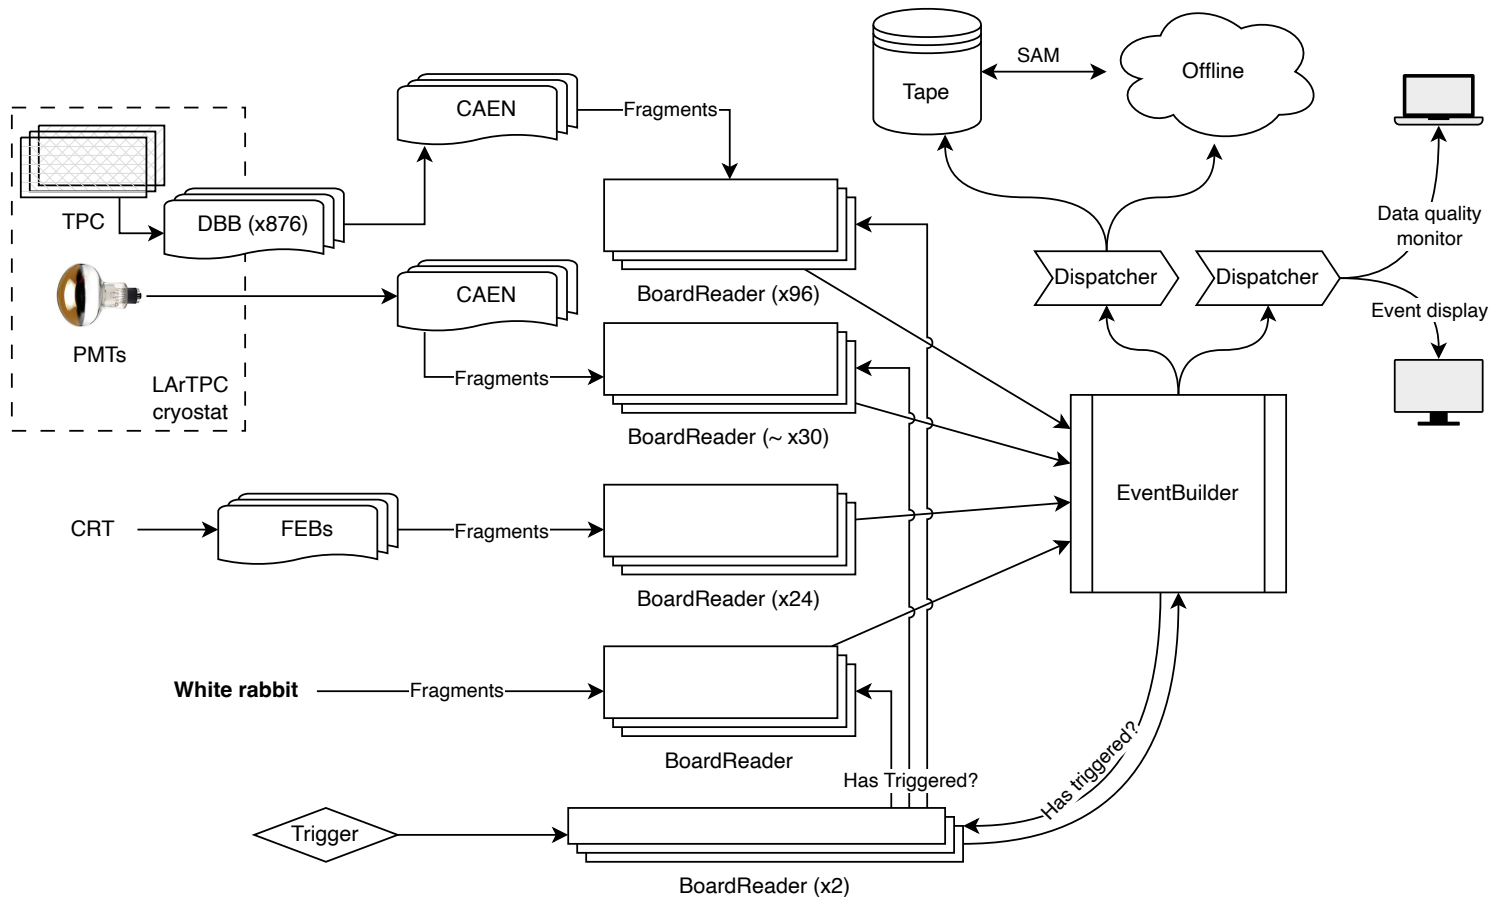 SAM
Tape
Offline
CAEN
Fragments
TPC
DBB (x876)
Data quality
monitor
Dispatcher
Dispatcher
CAEN
BoardReader (x96)
Event display
PMTs
LArTPC
cryostat
Fragments
BoardReader (~ x30)
EventBuilder
CRT
FEBs
Fragments
BoardReader (x24)
White rabbit
Fragments
BoardReader
Has Triggered?
Has triggered?
Trigger
BoardReader (x2)